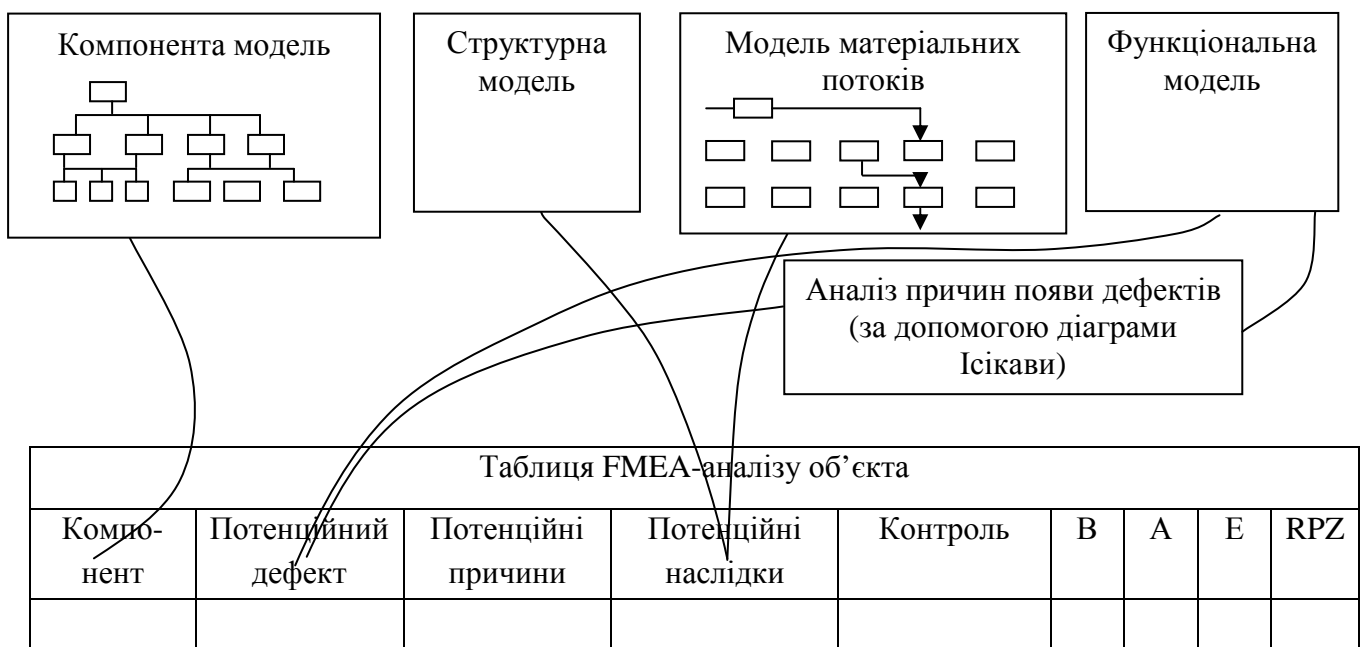 Компонента модель
Структурна
модель
Модель матеріальних
потоків
Функціональна
модель
Аналіз причин появи дефектів
(за допомогою діаграми
Ісікави)
Таблиця FMEA-аналізу об’єкта
Компо-
нент
Потенційний
дефект
Потенційні
причини
Потенційні
наслідки
Контроль
В
А
Е
RPZ